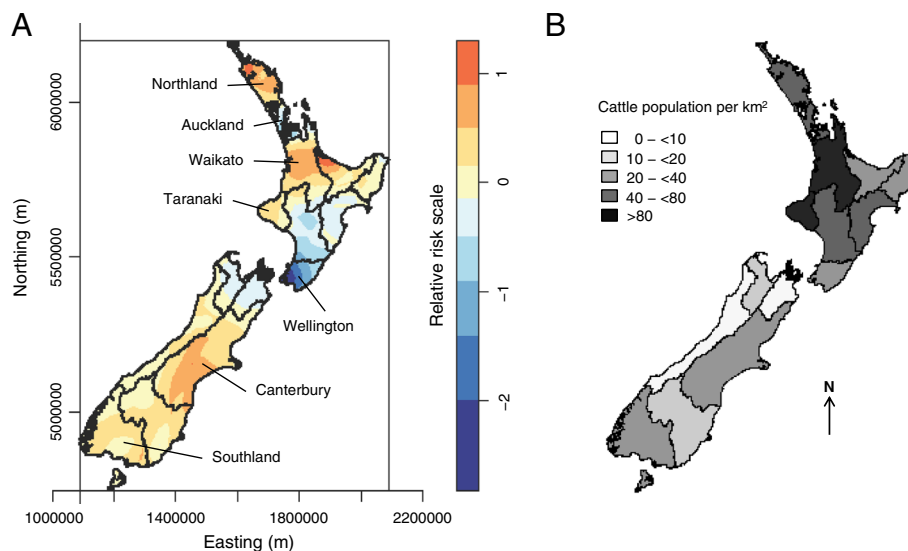 A
B
Northland
Auckland
Waikato
Taranaki
Wellington
Canterbury
Southland
Northing (m)
6000000
5500000
5000000
1000000 1400000 1800000 2200000
Easting (m)
Relative risk scale
1
0
−1
−2
Cattle population per km²
0 – <10
10 – <20
20 – <40
40 – <80
>80
N